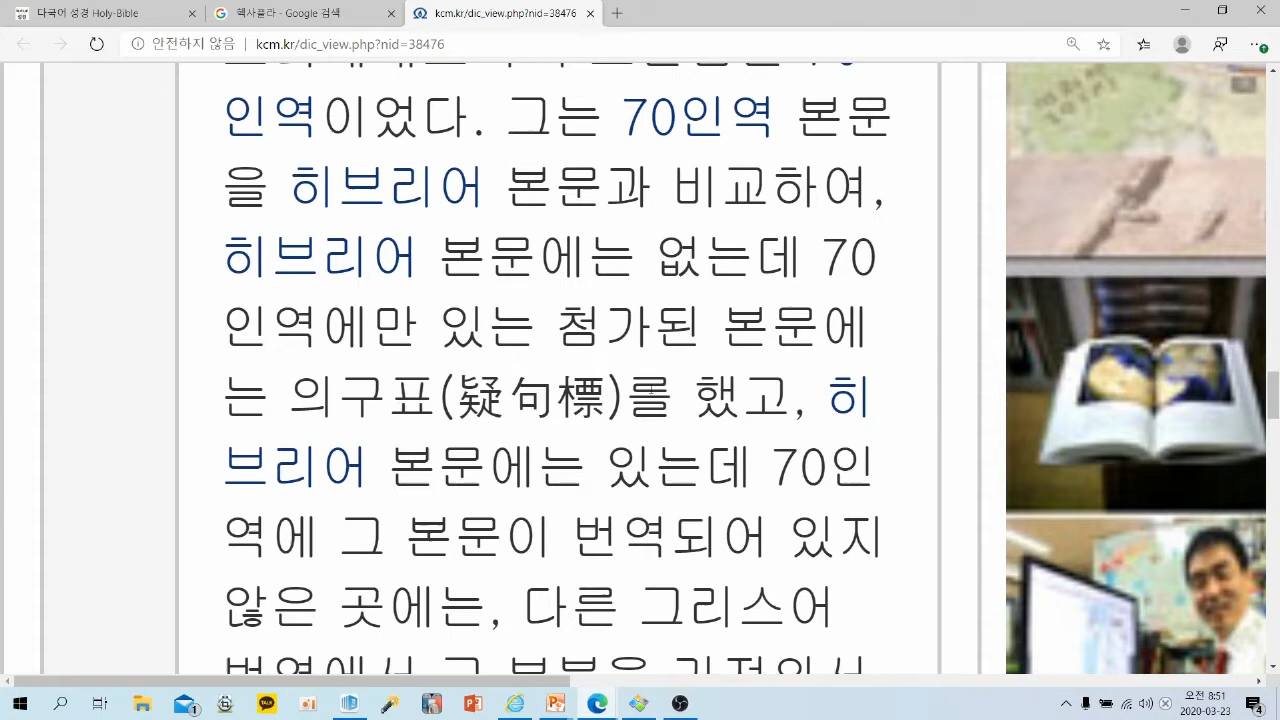 다국어 성경 Holy-Bible
헥사플라 - Google 검색
kcm.kr/dic_view.php?nid=38476
안전하지 않음
kcm.kr/dic_view.php?nid=38476
인역이었다. 그는 70인역 본문
을 히브리어 본문과 비교하여,
히브리어 본문에는 없는데 70
인역에만 있는 첨가된 본문에
는 의구표(疑句標)를 했고, 히
브리어 본문에는 있는데 70인
역에 그 본문이 번역되어 있지
않은 곳에는, 다른 그리스어
TALK
오전 8:51
2020-03-23